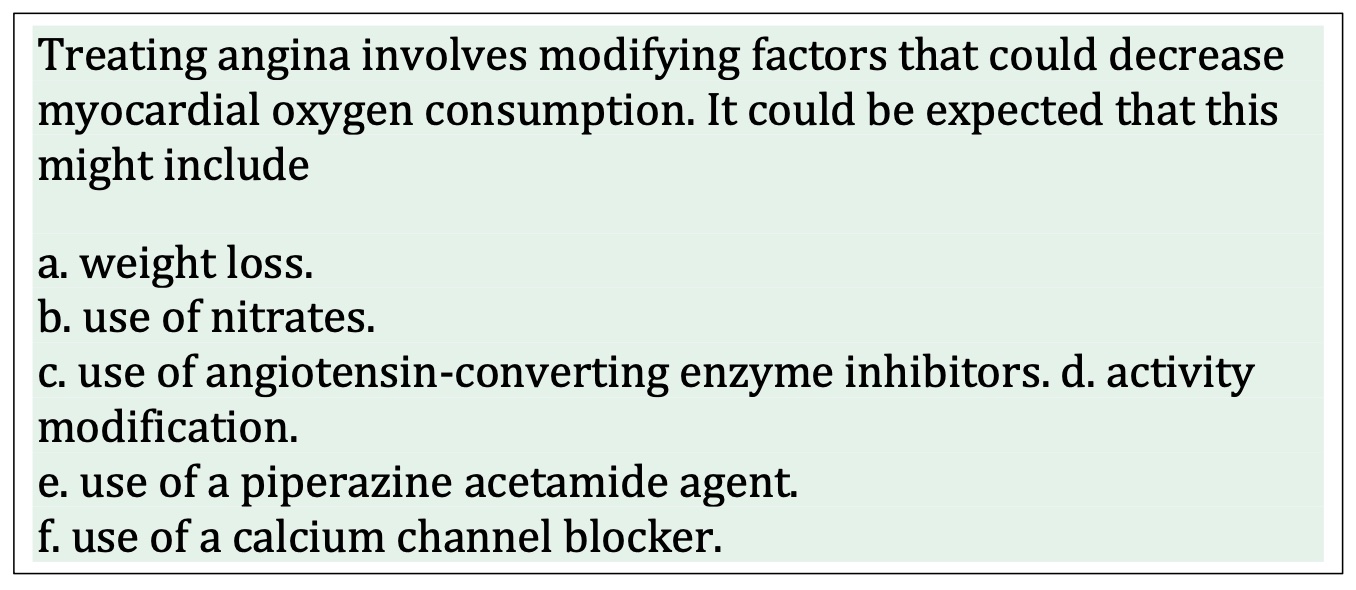 Treating angina involves modifying factors that could decrease
myocardial oxygen consumption. It could be expected that this
might include
a. weight loss.
b. use of nitrates.
c. use of angiotensin-converting enzyme inhibitors. d. activity
modification.
e. use of a piperazine acetamide agent.
f. use of a calcium channel blocker.